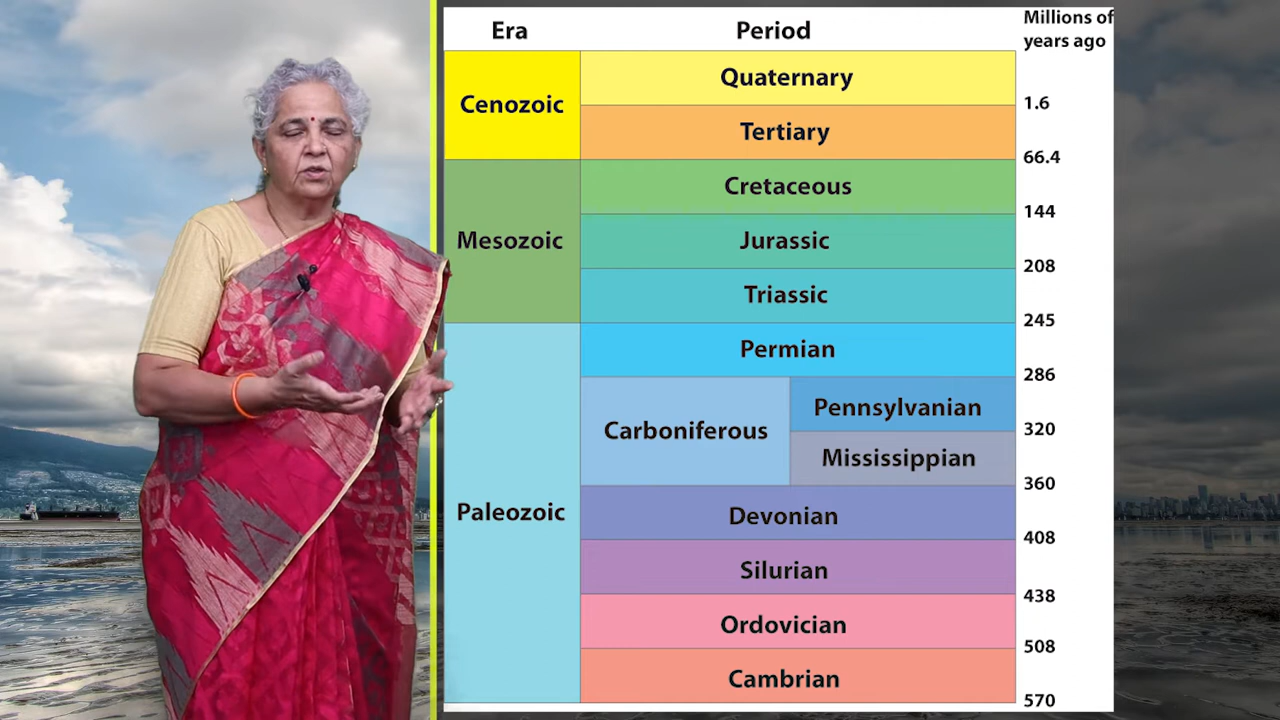 Era Period Millions of
years ago
Cenozoic
Quaternary
1.6
Tertiary
66.4
Mesozoic
Cretaceous
144
Jurassic
208
Triassic
245
Paleozoic
Permian
286
Carboniferous
Pennsylvanian
320
Mississippian
360
Devonian
408
Silurian
438
Ordovician
508
Cambrian
570